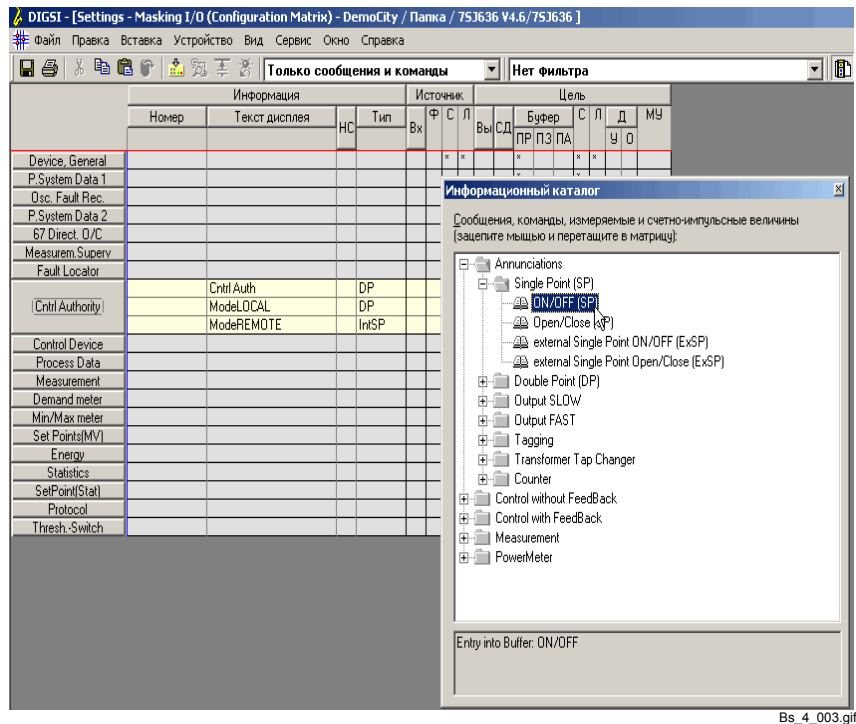 DIGSI - [Settings - Masking I/O (Configuration Matrix) - DemoCity / Папка / 7SJ636 V4.6/7SJ636 ]
Файл Правка Вставка Устройство Вид Сервис Окно Справка
Только сообщения и команды Нет фильтра
Информация Источник Цель
Номер Текст дисплея НС Тип Вх Ф С Л Вы СД Буфер С Л Д МУ
ПР ПЗ ПА У О
Device, General x x x x x
P.System Data 1 x x
Osc. Fault Rec.
P.System Data 2
67 Direct. O/C
Measurem.Superv
Fault Locator
Cntrl Authority
Cntrl Auth DP
ModeLOCAL DP
ModeREMOTE IntSP
Control Device
Process Data
Measurement
Demand meter
Min/Max meter
Set Points(MV)
Energy
Statistics
SetPoint(Stat)
Protocol
Thresh.-Switch
Информационный каталог
Сообщения, команды, измеряемые и счетно-импульсные величины
(зацепите мышью и перетащите в матрицу):
Annunciations
Single Point (SP)
ON/OFF (SP)
Open/Close (SP)
external Single Point ON/OFF (ExSP)
external Single Point Open/Close (ExSP)
Double Point (DP)
Output SLOW
Output FAST
Tagging
Transformer Tap Changer
Counter
Control without FeedBack
Control with FeedBack
Measurement
PowerMeter
Entry into Buffer: ON/OFF
Bs_4_003.gif